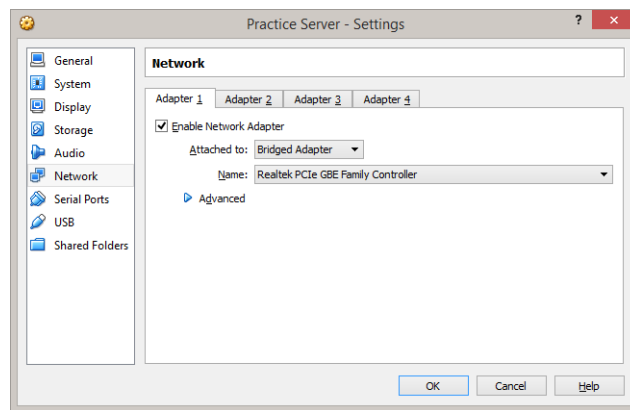 Practice Server - Settings ? ×
General
System
Display
Storage
Audio
Network
Serial Ports
USB
Shared Folders
Network
Adapter 1 Adapter 2 Adapter 3 Adapter 4
Enable Network Adapter
Attached to: Bridged Adapter
Name: Realtek PCIe GBE Family Controller
Advanced
OK Cancel Help